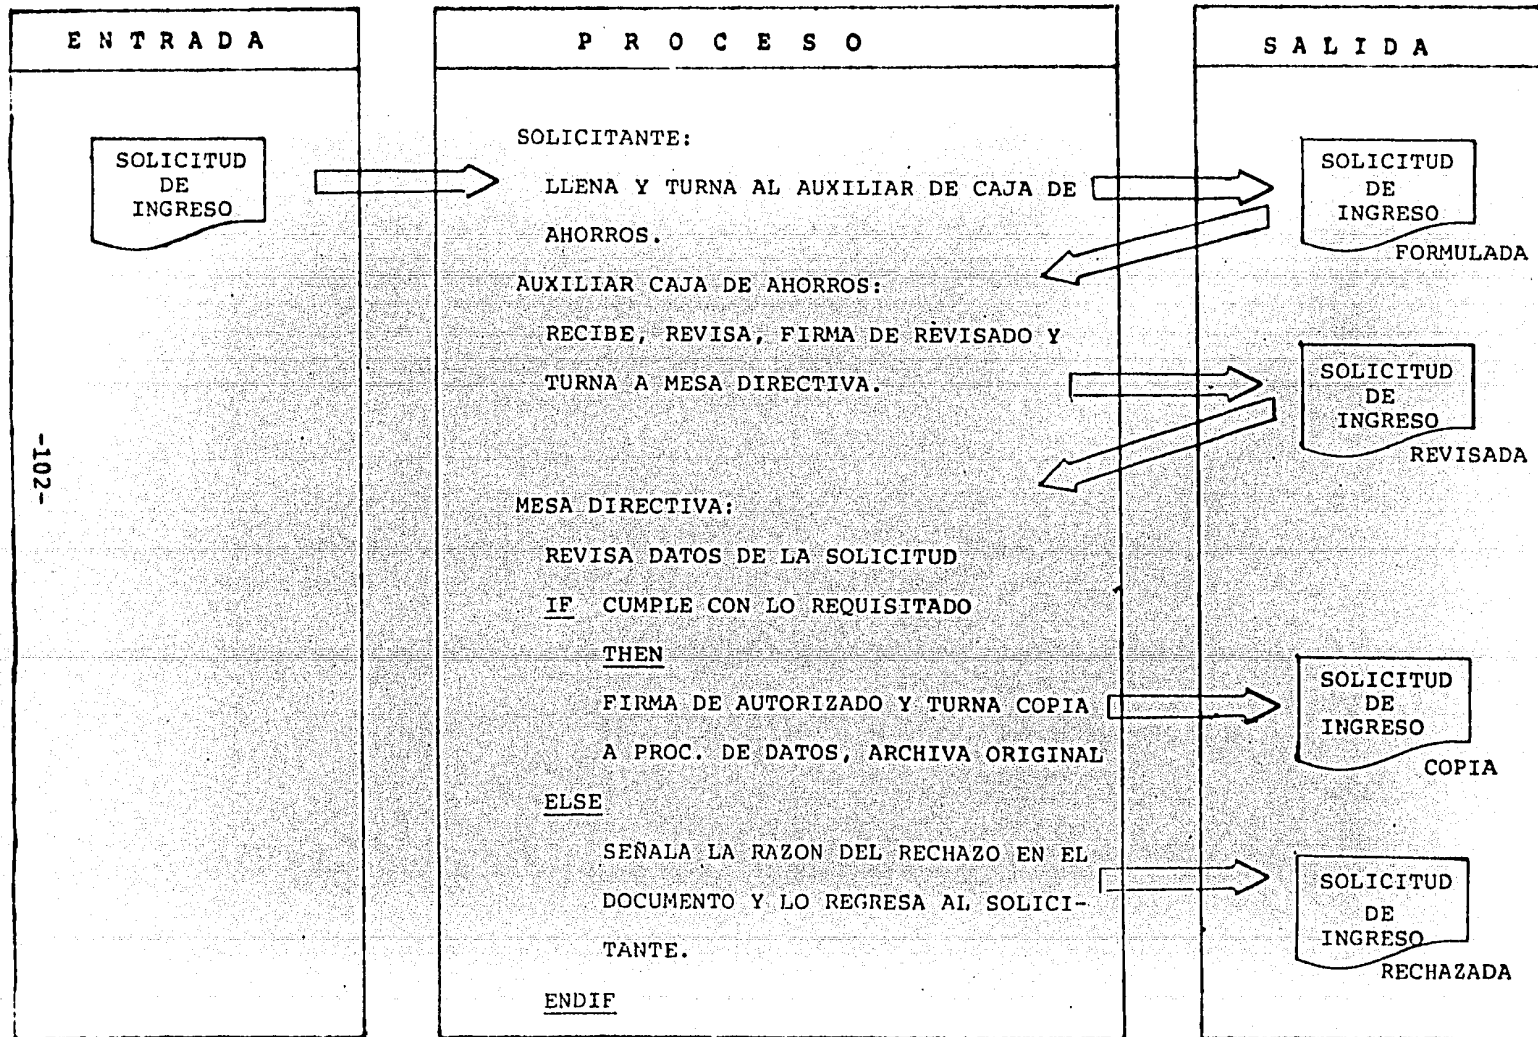 ENTRADA
PROCESO
SALIDA
SOLICITUD
DE
INGRESO
SOLICITANTE:
LLENA Y TURNA AL AUXILIAR DE CAJA DE
AHORROS.
SOLICITUD
DE
INGRESO
FORMULADA
AUXILIAR CAJA DE AHORROS:
RECIBE, REVISA, FIRMA DE REVISADO Y
TURNA A MESA DIRECTIVA.
SOLICITUD
DE
INGRESO
REVISADA
MESA DIRECTIVA:
REVISA DATOS DE LA SOLICITUD
IF CUMPLE CON LO REQUISITADO
THEN
FIRMA DE AUTORIZADO Y TURNA COPIA
A PROC. DE DATOS, ARCHIVA ORIGINAL
SOLICITUD
DE
INGRESO
COPIA
ELSE
SEÑALA LA RAZON DEL RECHAZO EN EL
DOCUMENTO Y LO REGRESA AL SOLICI-
TANTE.
SOLICITUD
DE
INGRESO
RECHAZADA
ENDIF
-102-